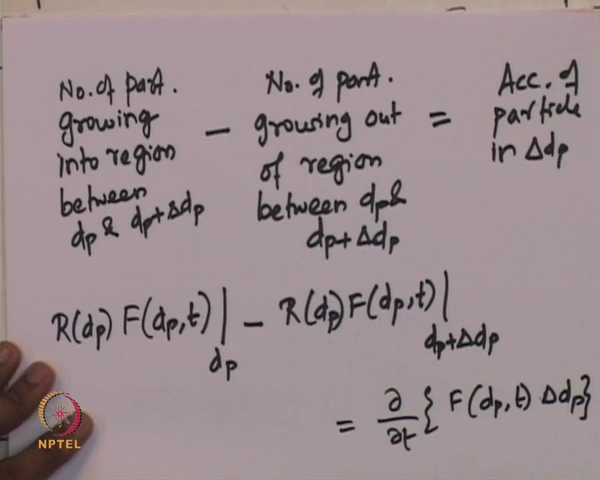 No. of part. growing into region between dp & dp+Δdp − No. of part. growing out of region between dp & dp+Δdp = Acc. of particle in Δdp
R(dp) F(dp,t)|dp − R(dp) F(dp,t)|dp+Δdp
= ∂/∂t { F(dp,t) Δdp}
NPTEL